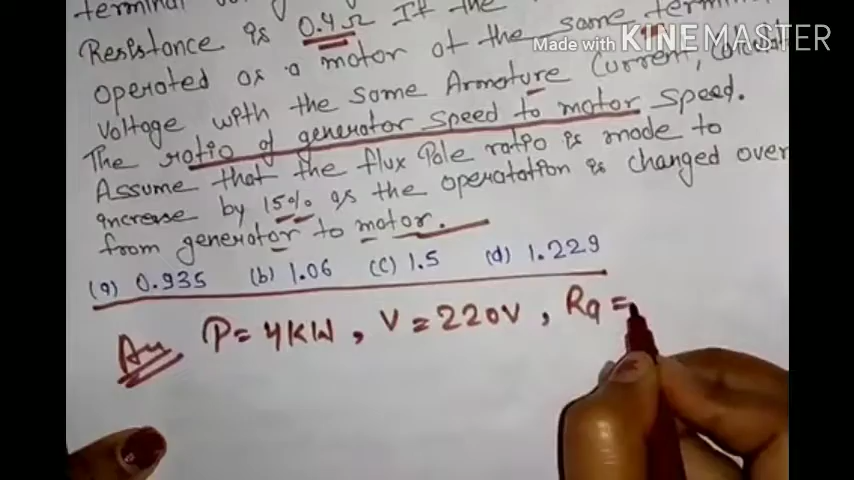 terminal
Resistance is 0.4Ω If the
Made with KINEMASTER
operated as a motor at the same
voltage with the same Armature Current,
The ratio of generator speed to motor speed.
Assume that the flux Pole ratio is made to
increase by 15% as the operatation is changed over
from generator to motor.
(a) 0.935 (b) 1.06 (c) 1.5 (d) 1.229
Ans P = 4KW, V = 220V, Ra =